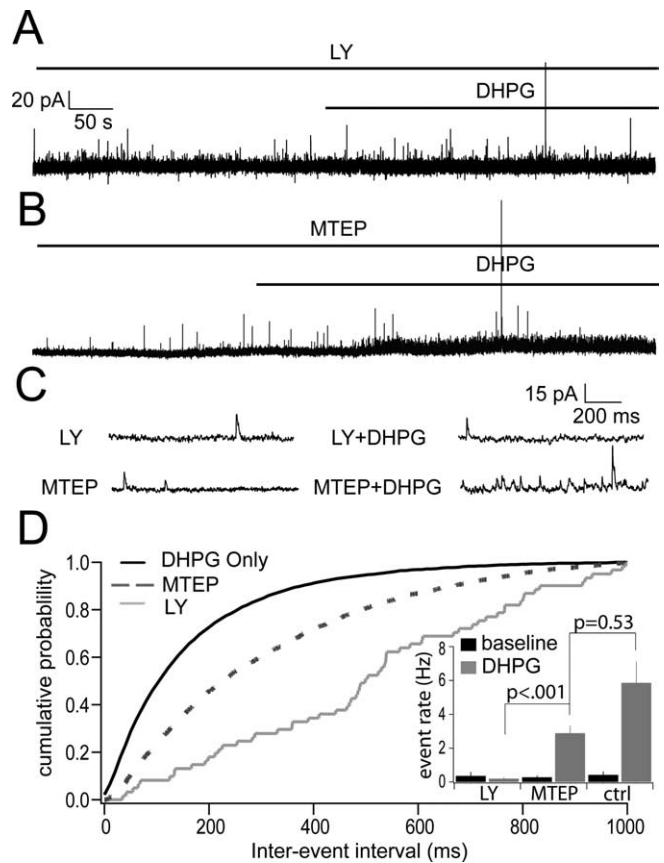 A
LY
20 pA
DHPG
50 s
B
MTEP
DHPG
C
15 pA
200 ms
LY
LY+DHPG
MTEP
MTEP+DHPG
D
1.0
0.8
0.6
0.4
0.2
0.0
cumulative probablility
DHPG Only
MTEP
LY
p=0.53
baseline
DHPG
p<.001
8
6
4
2
0
event rate (Hz)
LY MTEP ctrl
0 200 400 600 800 1000
Inter-event interval (ms)